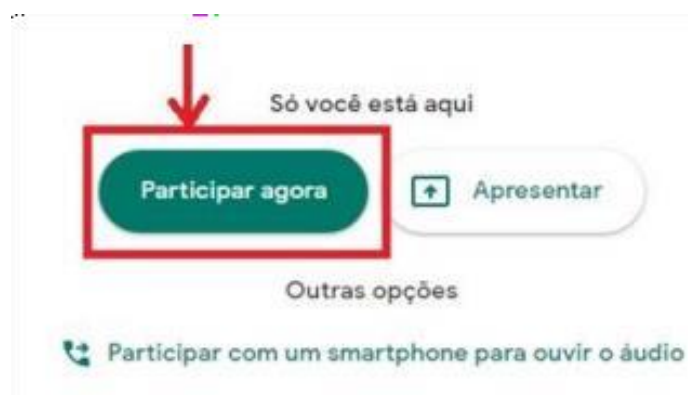 Só você está aqui
Participar agora Apresentar
Outras opções
Participar com um smartphone para ouvir o áudio